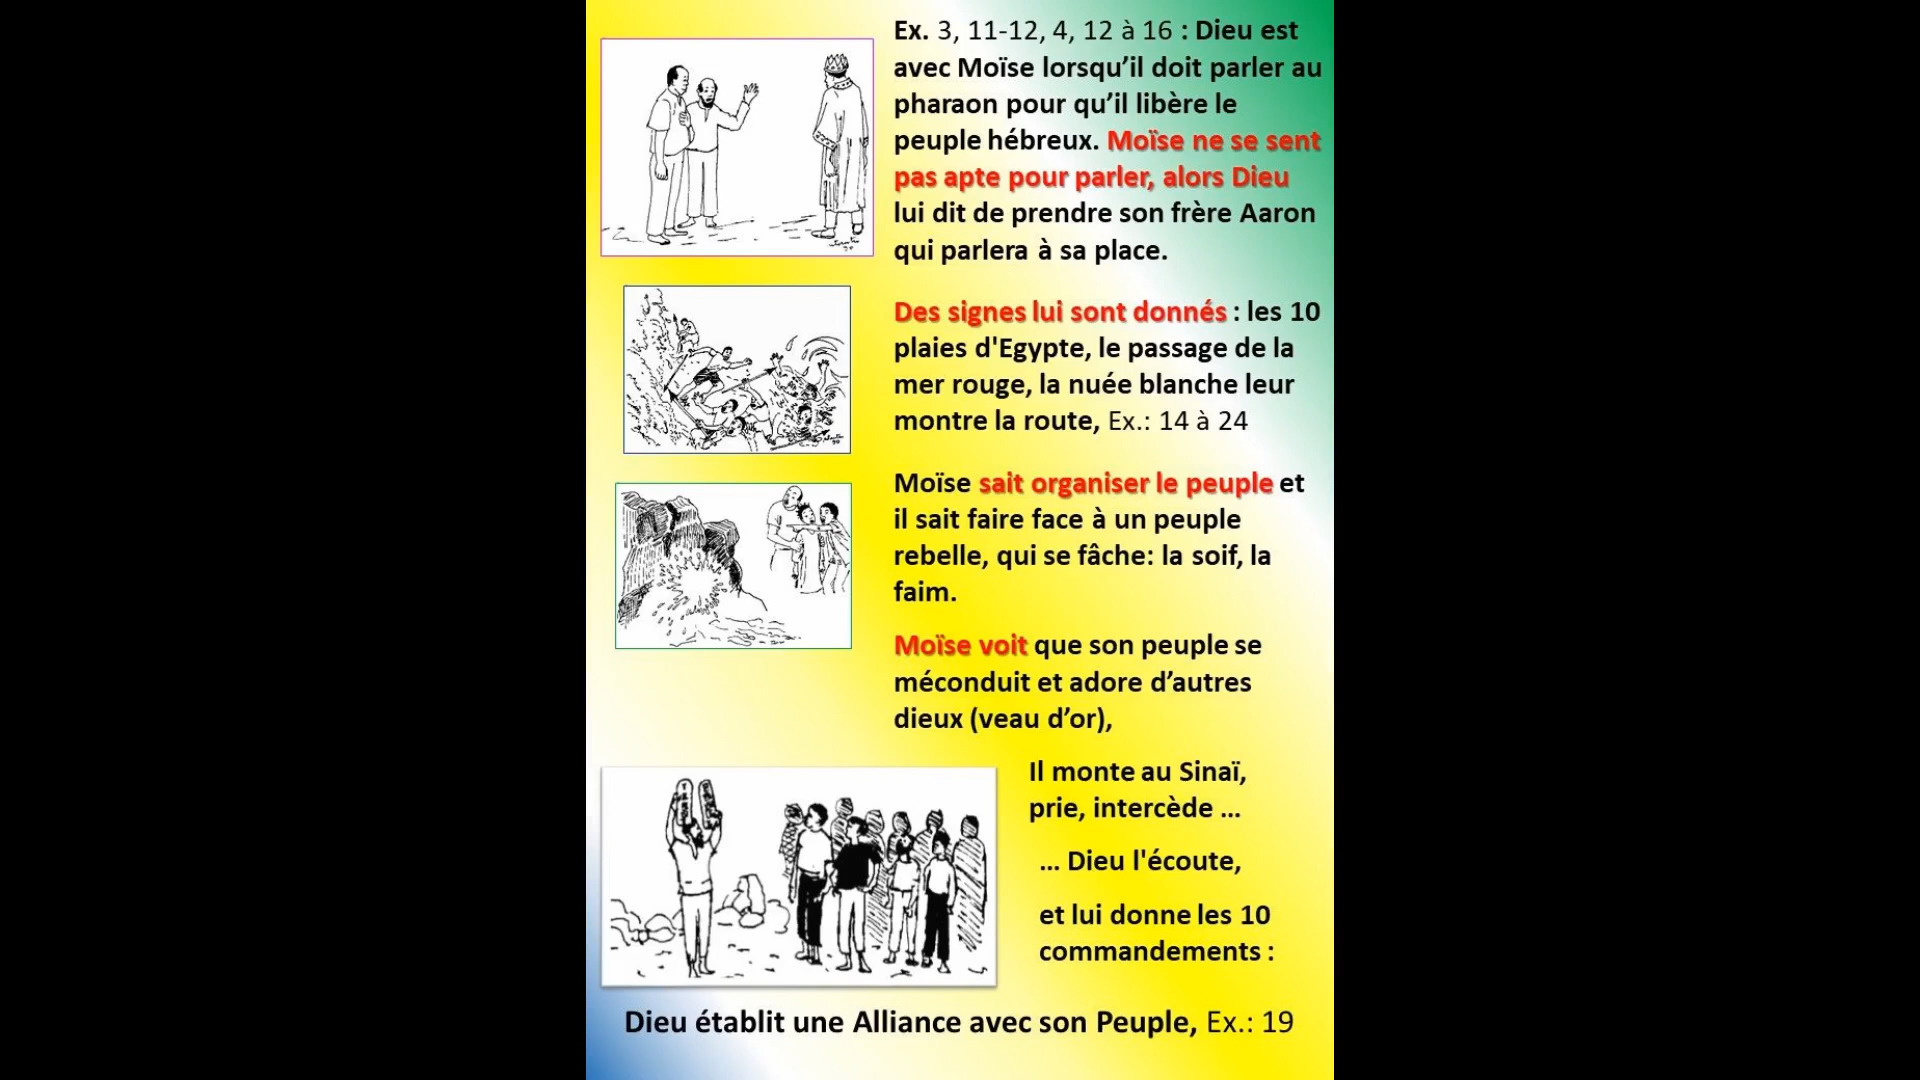 Ex. 3, 11-12, 4, 12 à 16 : Dieu est
avec Moïse lorsqu’il doit parler au
pharaon pour qu’il libère le
peuple hébreux. Moïse ne se sent
pas apte pour parler, alors Dieu
lui dit de prendre son frère Aaron
qui parlera à sa place.
Des signes lui sont donnés : les 10
plaies d'Egypte, le passage de la
mer rouge, la nuée blanche leur
montre la route, Ex.: 14 à 24
Moïse sait organiser le peuple et
il sait faire face à un peuple
rebelle, qui se fâche: la soif, la
faim.
Moïse voit que son peuple se
méconduit et adore d’autres
dieux (veau d’or),
Il monte au Sinaï,
prie, intercède ...
... Dieu l'écoute,
et lui donne les 10
commandements :
Dieu établit une Alliance avec son Peuple, Ex.: 19